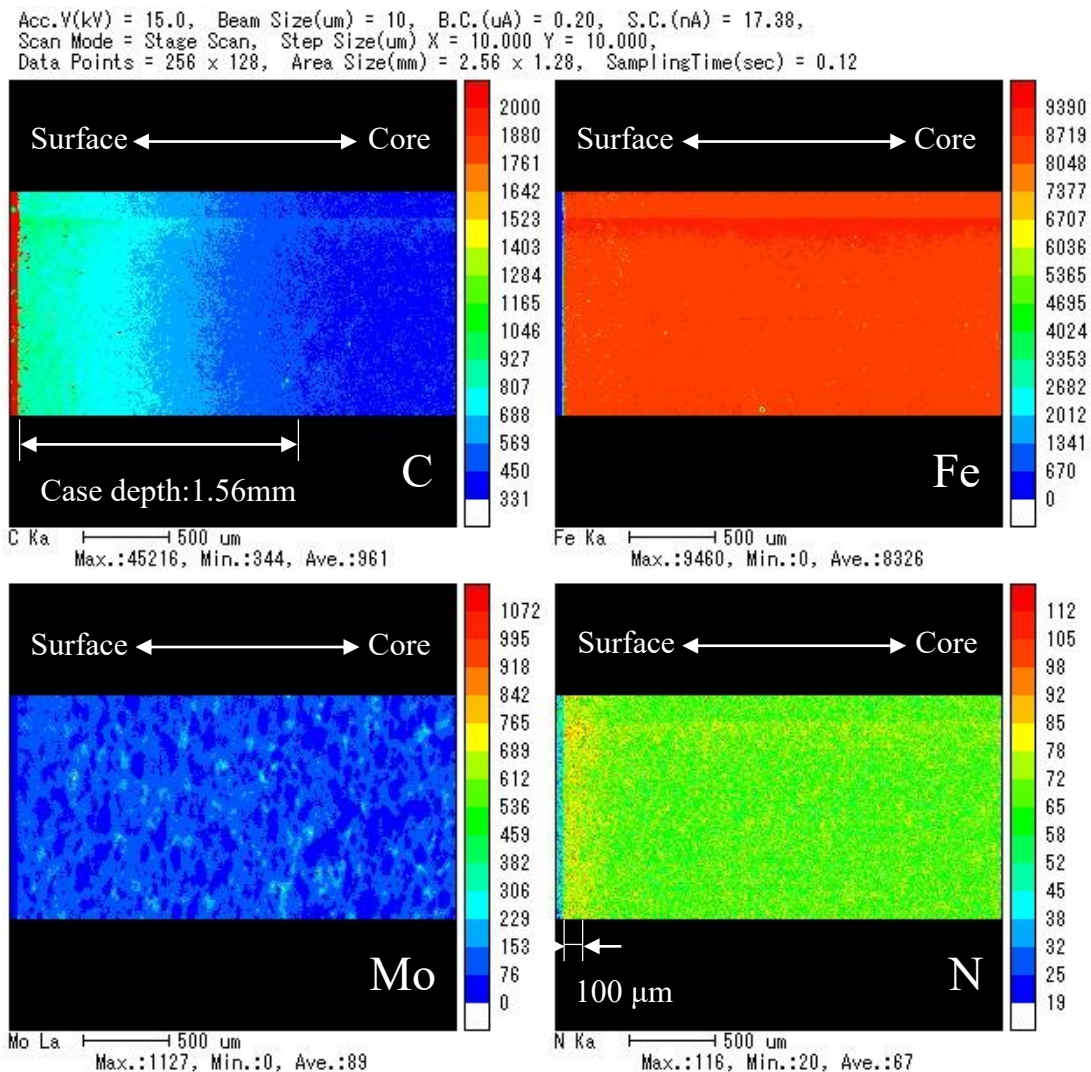 Acc.V(kV) = 15.0, Beam Size(um) = 10, B.C.(uA) = 0.20, S.C.(nA) = 17.38,
Scan Mode = Stage Scan, Step Size(um) X = 10.000 Y = 10.000,
Data Points = 256 x 128, Area Size(mm) = 2.56 x 1.28, SamplingTime(sec) = 0.12
Surface Core
2000
1880
1761
1642
1523
1403
1284
1165
1046
927
807
688
569
450
331
Case depth:1.56mm
C
C Ka 500 um
Max.:45216, Min.:344, Ave.:961
Surface Core
9390
8719
8048
7377
6707
6036
5365
4695
4024
3353
2682
2012
1341
670
0
Fe
Fe Ka 500 um
Max.:9460, Min.:0, Ave.:8326
Surface Core
1072
995
918
842
765
689
612
536
459
382
306
229
153
76
0
Mo
Mo La 500 um
Max.:1127, Min.:0, Ave.:89
Surface Core
112
105
98
92
85
78
72
65
58
52
45
38
32
25
19
100 μm
N
N Ka 500 um
Max.:116, Min.:20, Ave.:67